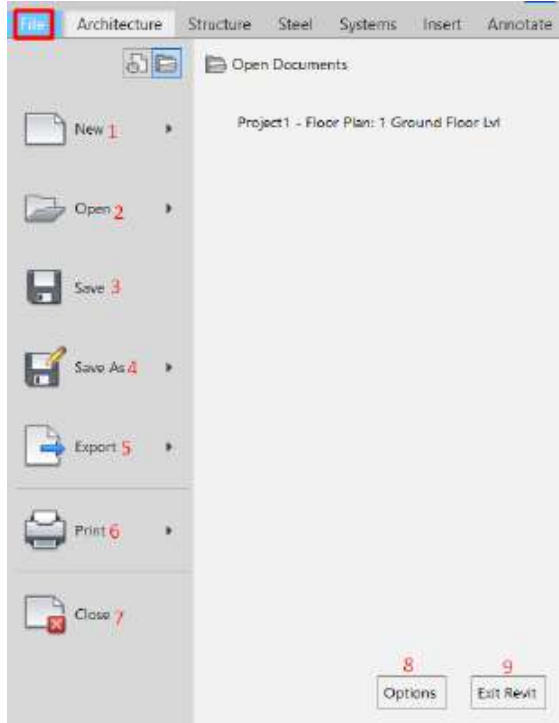 File Architecture Structure Steel Systems Insert Annotate
Open Documents
New 1
Project1 - Floor Plan: 1 Ground Floor Lvl
Open 2
Save 3
Save As 4
Export 5
Print 6
Close 7
8 9
Options Exit Revit